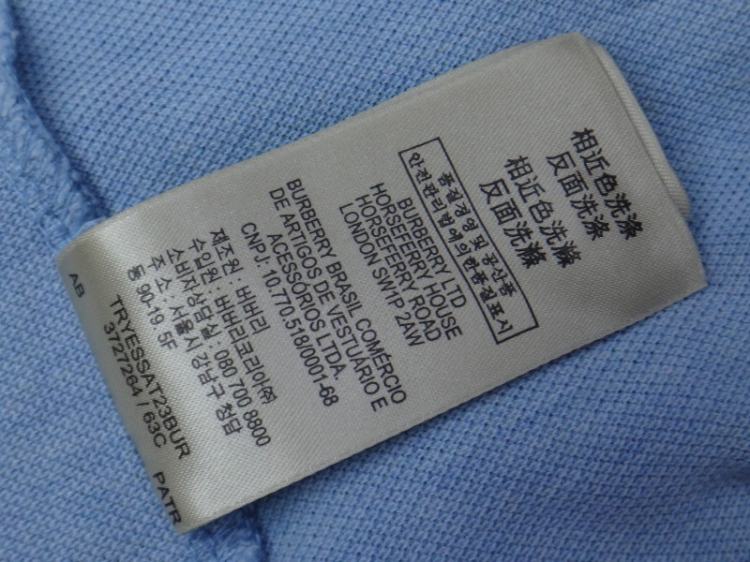 相近色洗涤
反面洗涤
相近色洗滌
反面洗滌
품질경영 및 공산품
안전관리법에의한품질표시
BURBERRY LTD
HORSEFERRY HOUSE
HORSEFERRY ROAD
LONDON SW1P 2AW
BURBERRY BRASIL COMÉRCIO
DE ARTIGOS DE VESTUÁRIO E
ACESSÓRIOS LTDA.
CNPJ: 10.770.518/0001-68
제조원 : 버버리
수입원 : 버버리코리아(주)
소비자상담실 : 080 700 8800
주 소 : 서울시 강남구 청담
동 90-19 5F
TRYESSAT23BUR
3727264 / 63C PATR
AB